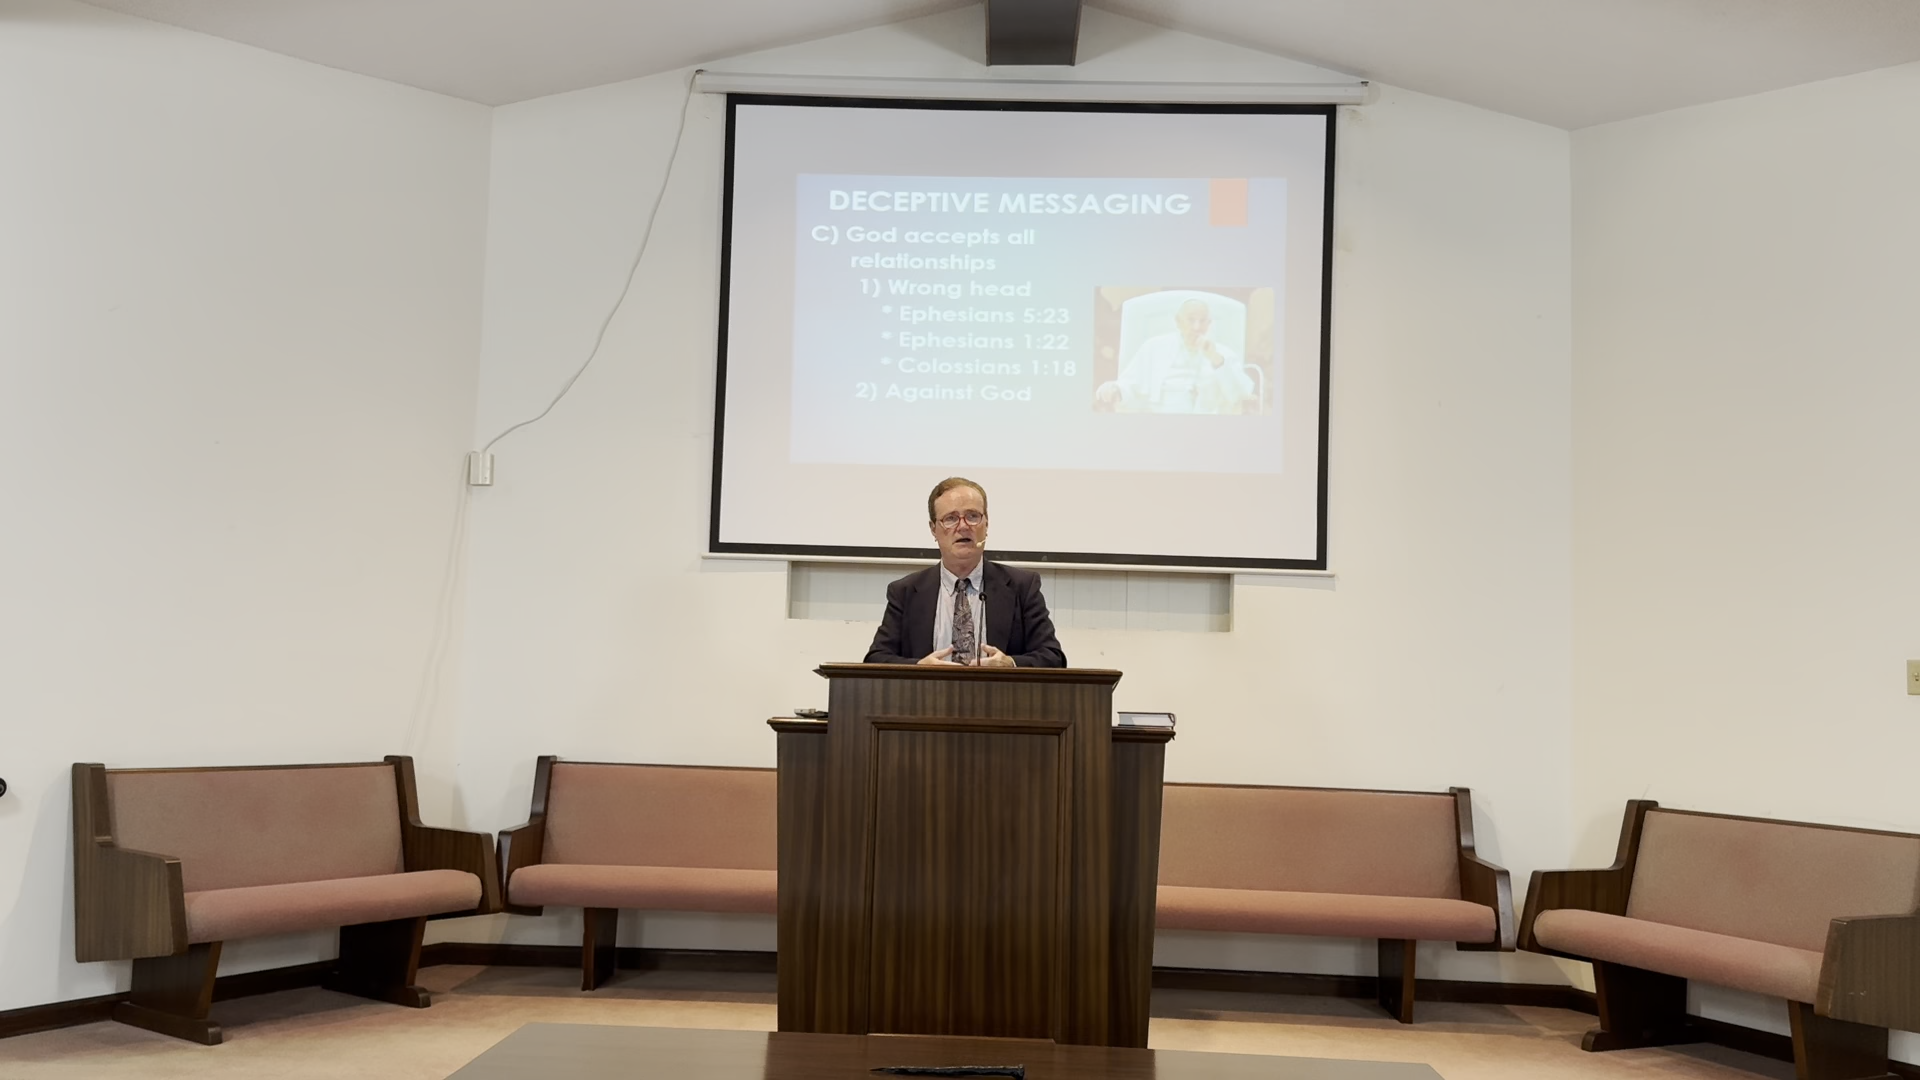 DECEPTIVE MESSAGING
C) God accepts all
relationships
1) Wrong head
* Ephesians 5:23
* Ephesians 1:22
* Colossians 1:18
2) Against God